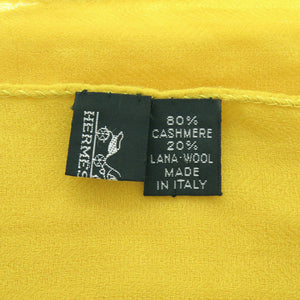 HERMES
80%
CASHMERE
20%
LANA·WOOL
MADE
IN ITALY